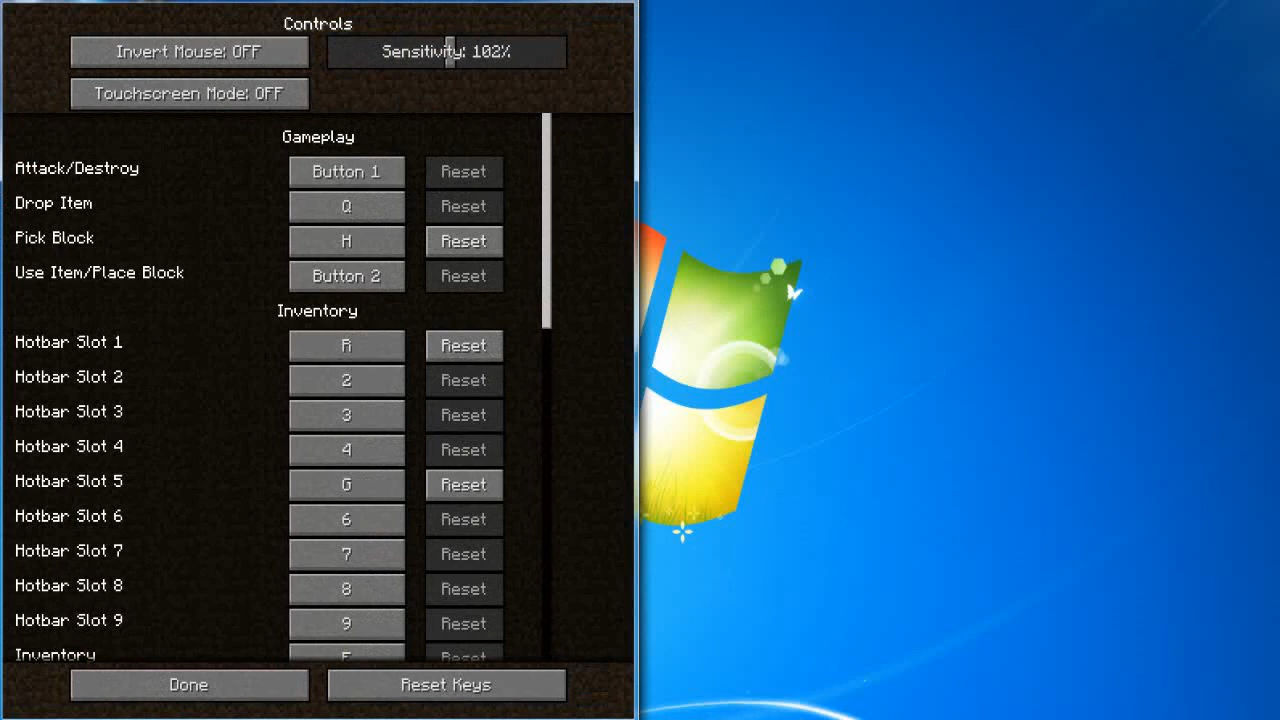 Controls
Invert Mouse: OFF Sensitivity: 102%
Touchscreen Mode: OFF
Gameplay
Attack/Destroy Button 1 Reset
Drop Item Q Reset
Pick Block H Reset
Use Item/Place Block Button 2 Reset
Inventory
Hotbar Slot 1 R Reset
Hotbar Slot 2 2 Reset
Hotbar Slot 3 3 Reset
Hotbar Slot 4 4 Reset
Hotbar Slot 5 G Reset
Hotbar Slot 6 6 Reset
Hotbar Slot 7 7 Reset
Hotbar Slot 8 8 Reset
Hotbar Slot 9 9 Reset
Inventory Reset
Done Reset Keys